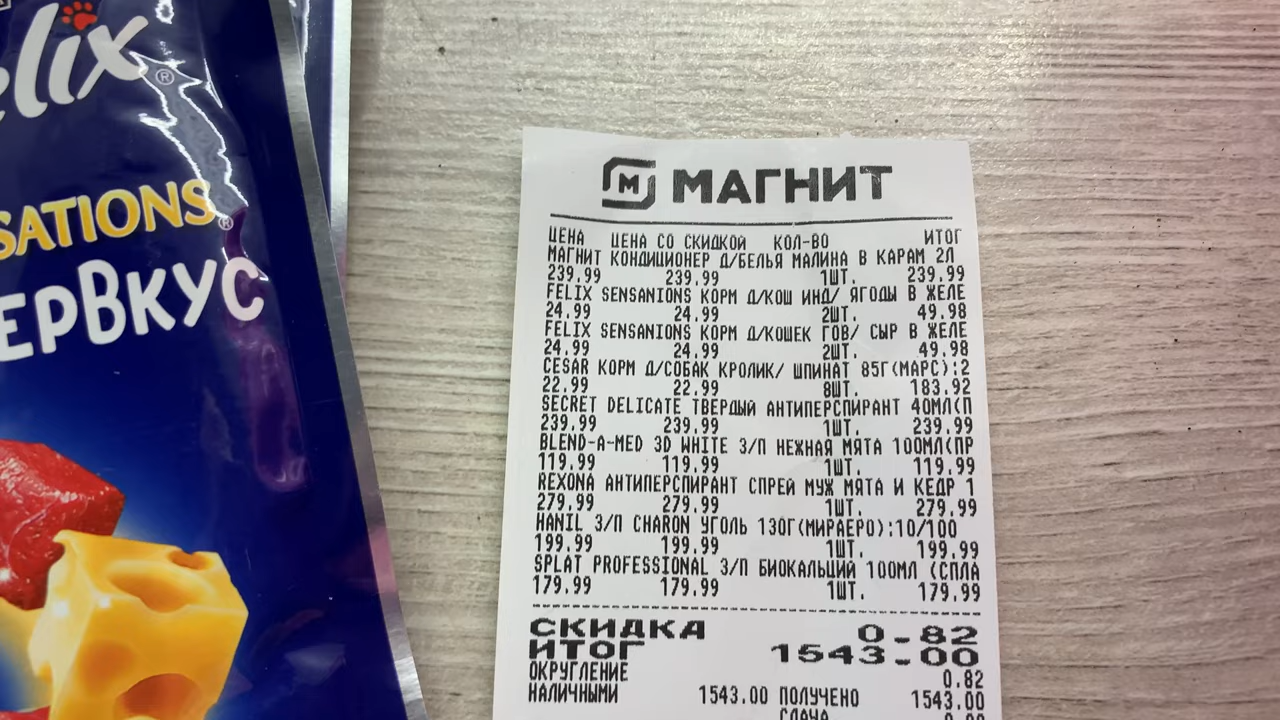 elix®
SATIONS®
ЕРВКУС
М МАГНИТ
ЦЕНА ЦЕНА СО СКИДКОЙ КОЛ-ВО ИТОГ
МАГНИТ КОНДИЦИОНЕР Д/БЕЛЬЯ МАЛИНА В КАРАМ 2Л
239.99 239.99 1ШТ. 239.99
FELIX SENSANIONS КОРМ Д/КОШ ИНД/ ЯГОДЫ В ЖЕЛЕ
24.99 24.99 2ШТ. 49.98
FELIX SENSANIONS КОРМ Д/КОШЕК ГОВ/ СЫР В ЖЕЛЕ
24.99 24.99 2ШТ. 49.98
CESAR КОРМ Д/СОБАК КРОЛИК/ ШПИНАТ 85Г(МАРС):2
22.99 22.99 8ШТ. 183.92
SECRET DELICATE ТВЕРДЫЙ АНТИПЕРСПИРАНТ 40МЛ(П
239.99 239.99 1ШТ. 239.99
BLEND-A-MED 3D WHITE З/П НЕЖНАЯ МЯТА 100МЛ(ПР
119.99 119.99 1ШТ. 119.99
REXONA АНТИПЕРСПИРАНТ СПРЕЙ МУЖ МЯТА И КЕДР 1
279.99 279.99 1ШТ. 279.99
HANIL З/П CHARON УГОЛЬ 130Г(МИРАЕРО):10/100
199.99 199.99 1ШТ. 199.99
SPLAT PROFESSIONAL З/П БИОКАЛЬЦИЙ 100МЛ (СПЛА
179.99 179.99 1ШТ. 179.99
СКИДКА 0.82
ИТОГ 1543.00
ОКРУГЛЕНИЕ 0.82
НАЛИЧНЫМИ 1543.00 ПОЛУЧЕНО 1543.00
СДАЧА